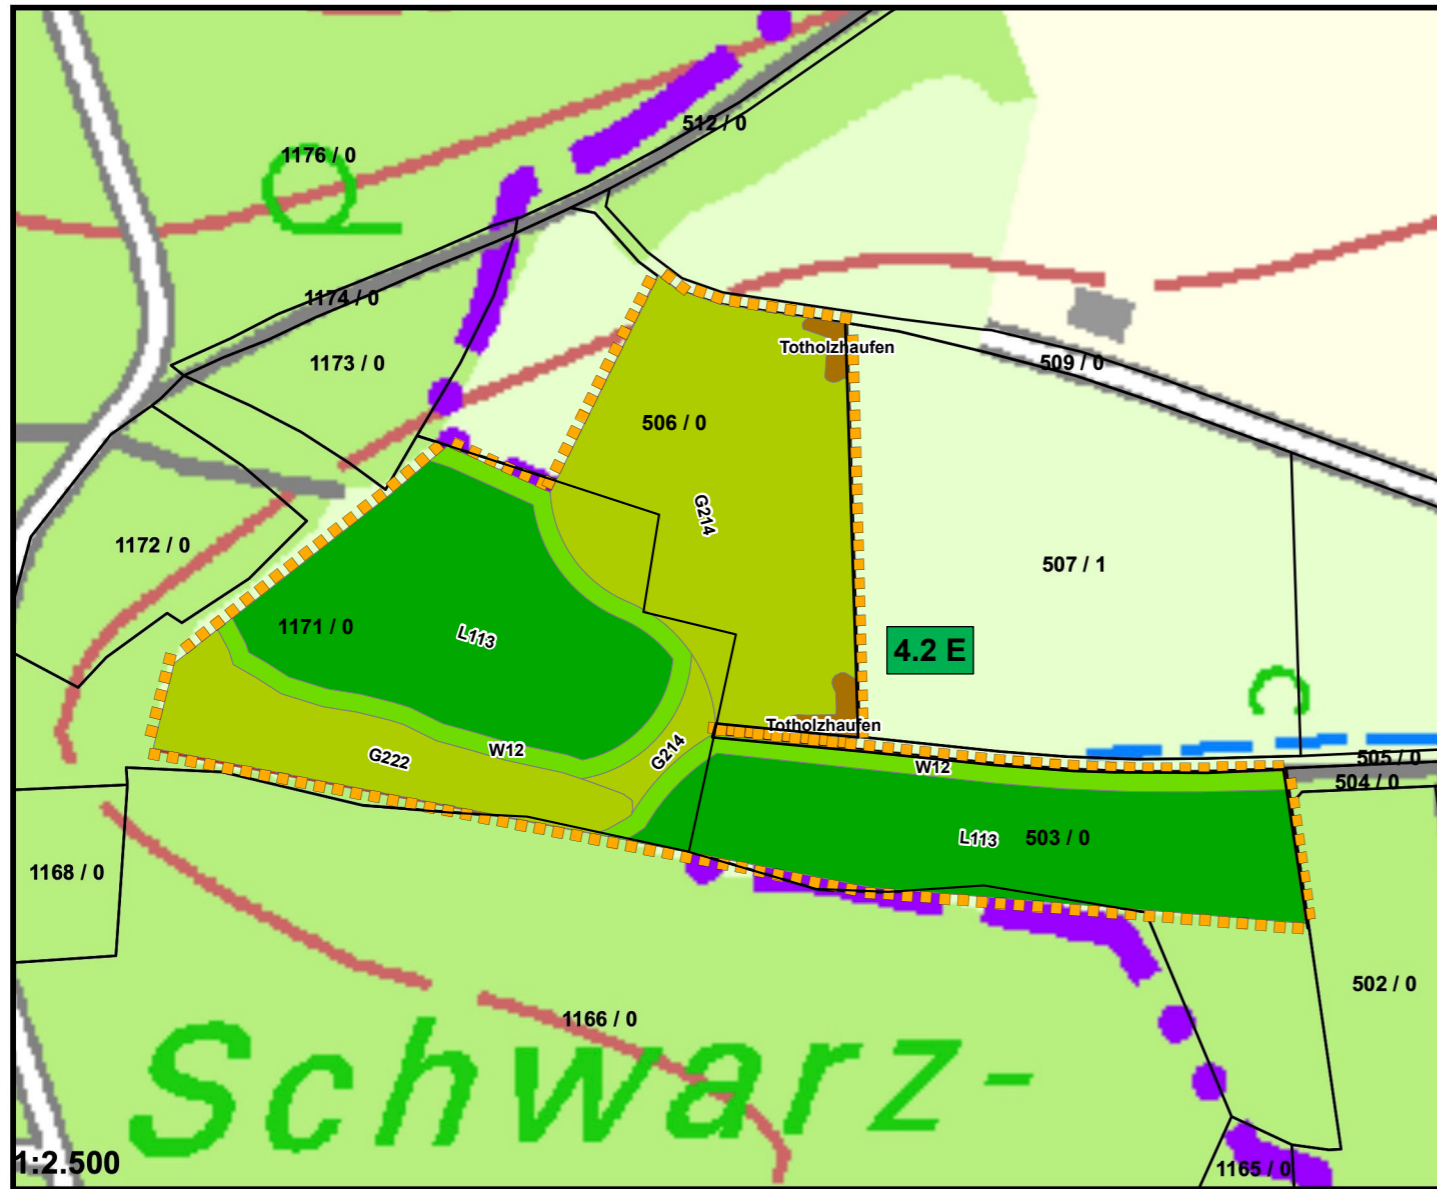 512 / 0
1176 / 0
1174 / 0
Totholzhaufen
1173 / 0
509 / 0
506 / 0
G214
1172 / 0
507 / 1
1171 / 0
L113
4.2 E
Totholzhaufen
G214
W12
G222
W12
505 / 0
504 / 0
L113
503 / 0
1168 / 0
502 / 0
1166 / 0
Schwarz-
1:2.500
1165 / 0